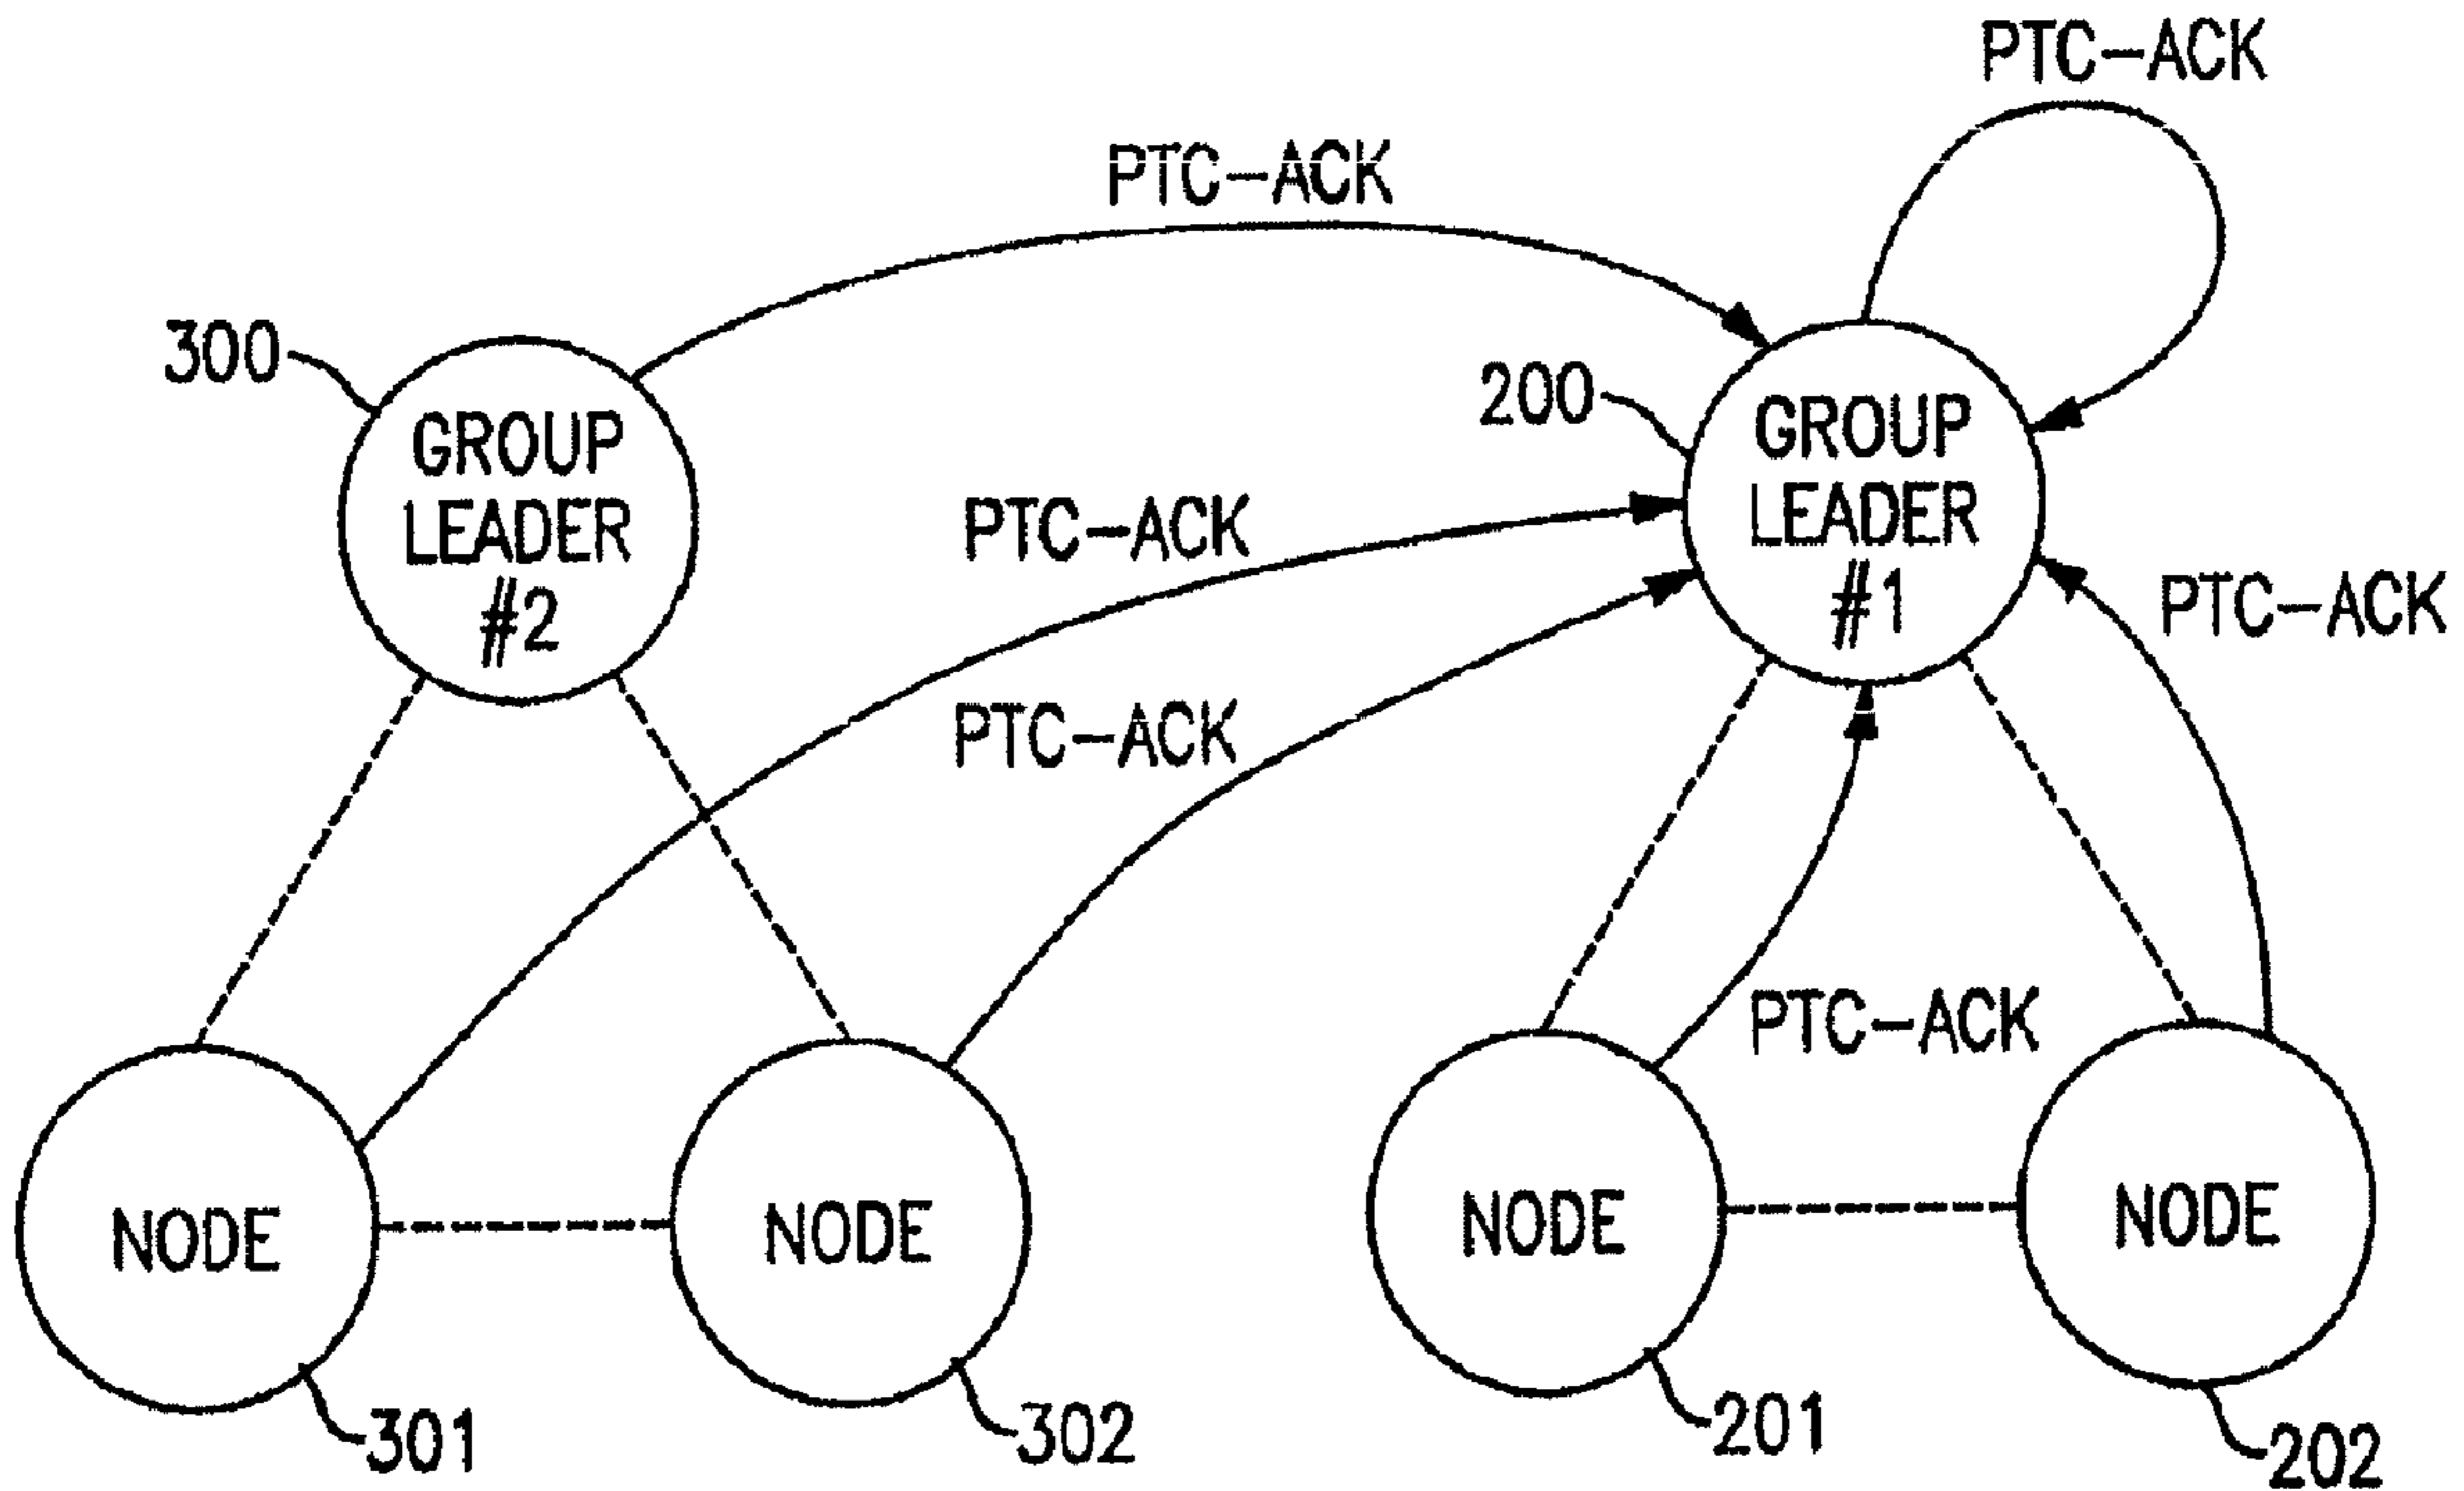 PTC-ACK
PTC-ACK
300
200
GROUP
LEADER
#2
GROUP
LEADER
#1
PTC-ACK
PTC-ACK
PTC-ACK
PTC-ACK
NODE
NODE
NODE
NODE
301
302
201
202